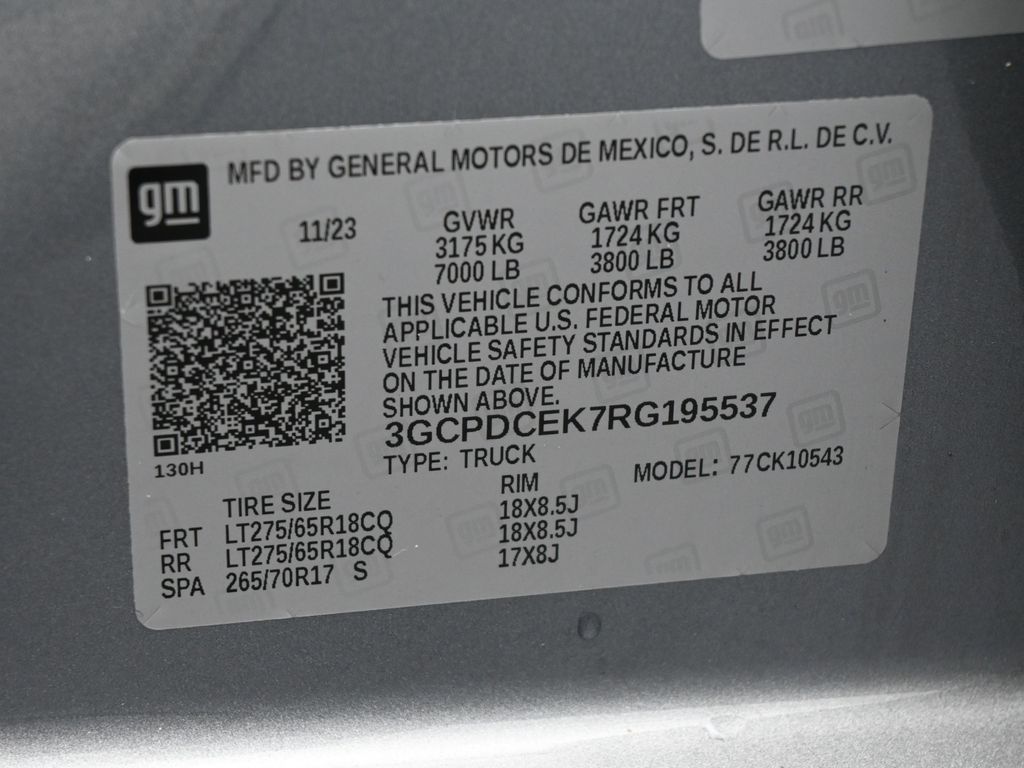 gm
MFD BY GENERAL MOTORS DE MEXICO, S. DE R.L. DE C.V.
11/23 GVWR GAWR FRT GAWR RR
3175 KG 1724 KG 1724 KG
7000 LB 3800 LB 3800 LB
THIS VEHICLE CONFORMS TO ALL
APPLICABLE U.S. FEDERAL MOTOR
VEHICLE SAFETY STANDARDS IN EFFECT
ON THE DATE OF MANUFACTURE
SHOWN ABOVE.
3GCPDCEK7RG195537
130H
TYPE: TRUCK MODEL: 77CK10543
TIRE SIZE RIM
FRT LT275/65R18CQ 18X8.5J
RR LT275/65R18CQ 18X8.5J
SPA 265/70R17 S 17X8J